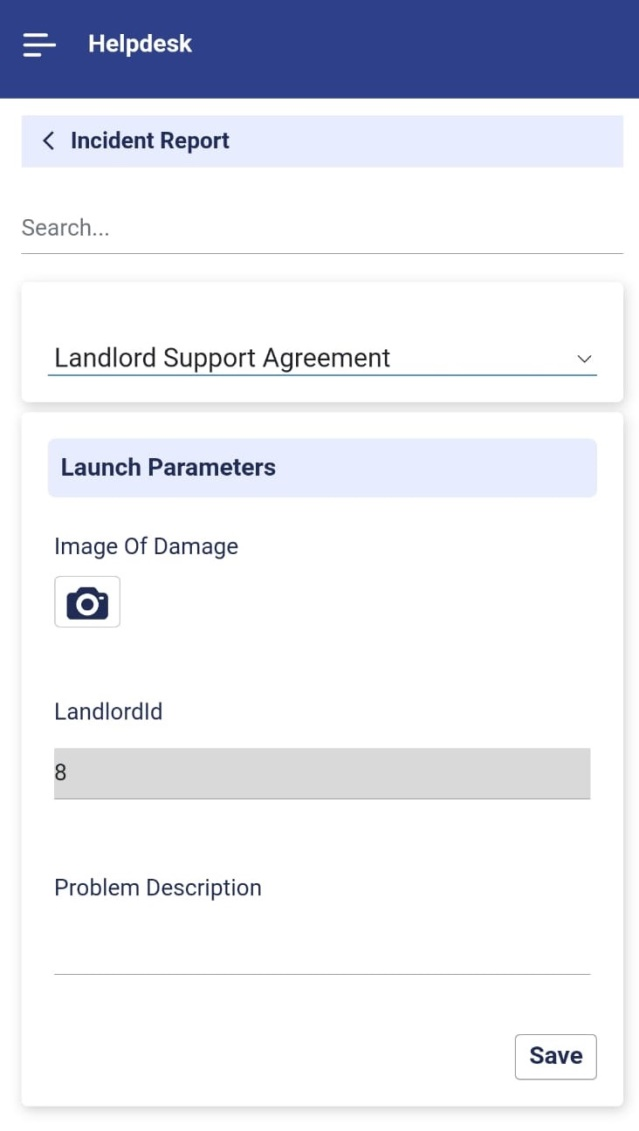 Helpdesk
Incident Report
Search...
Landlord Support Agreement
Launch Parameters
Image Of Damage
LandlordId
8
Problem Description
Save